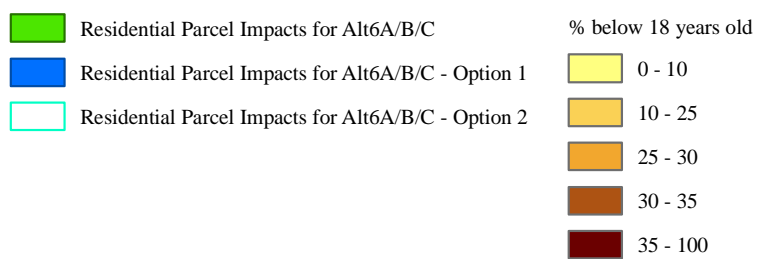 Residential Parcel Impacts for Alt6A/B/C
Residential Parcel Impacts for Alt6A/B/C - Option 1
Residential Parcel Impacts for Alt6A/B/C - Option 2
% below 18 years old
0 - 10
10 - 25
25 - 30
30 - 35
35 - 100